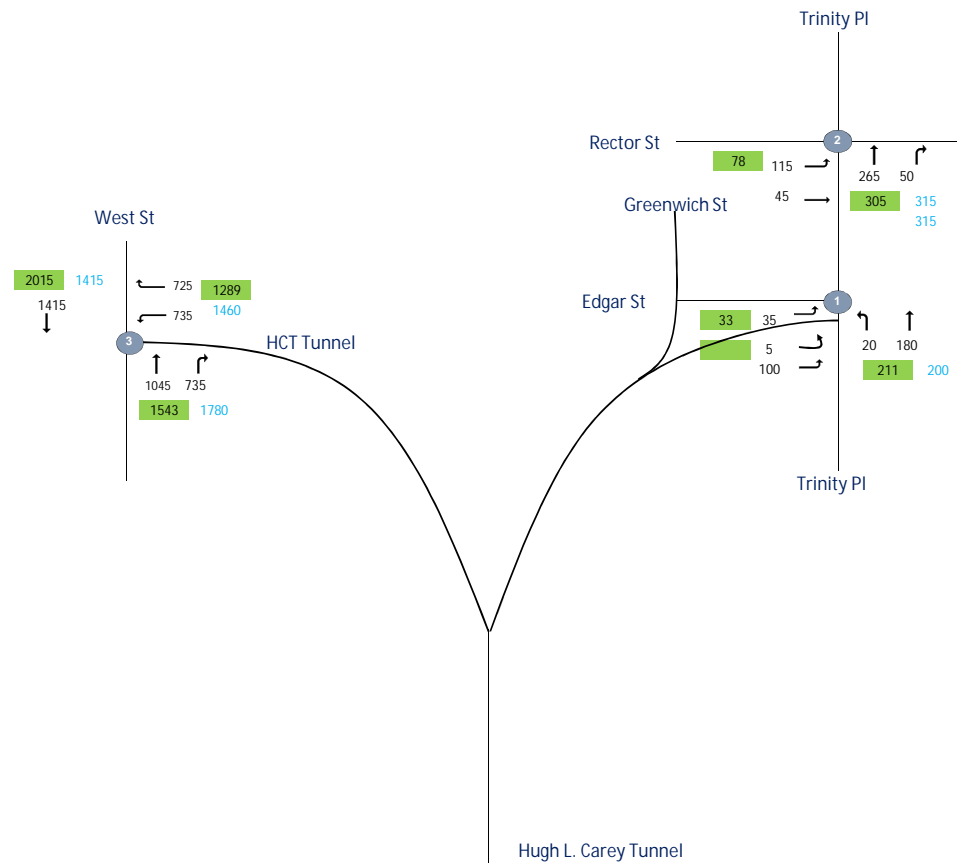 Trinity Pl
2
Rector St
78 115
265 50
45
305 315
315
Greenwich St
West St
2015 1415
725 1289
1415
1460
735
Edgar St
1
33 35
HCT Tunnel
3
5
20 180
100
211 200
1045 735
1543 1780
Trinity Pl
Hugh L. Carey Tunnel